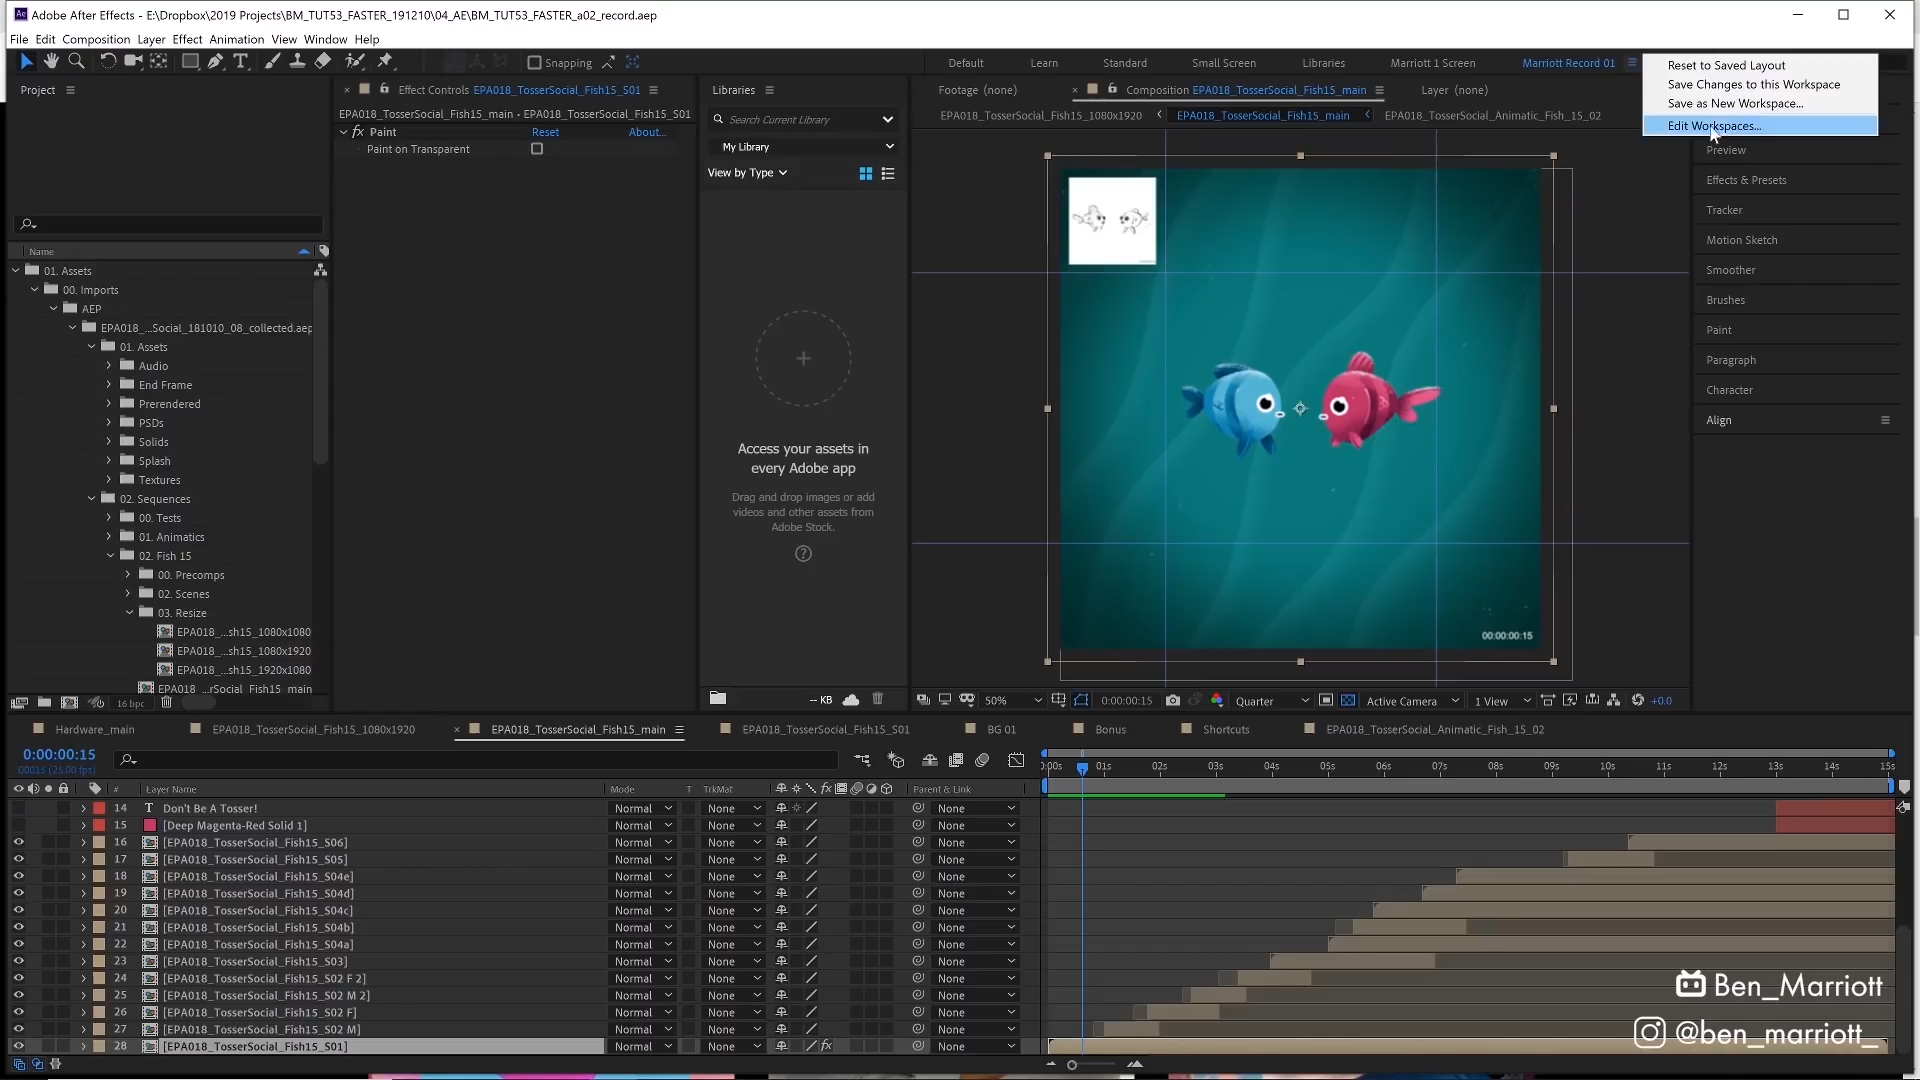 Adobe After Effects - E:\Dropbox\2019 Projects\BM_TUT53_FASTER_191210\04_AE\BM_TUT53_FASTER_a02_record.aep
File Edit Composition Layer Effect Animation View Window Help
Snapping
Default Learn Standard Small Screen Libraries Marriott 1 Screen Marriott Record 01
Reset to Saved Layout
Save Changes to this Workspace
Save as New Workspace...
Edit Workspaces...
Project
Name
01. Assets
00. Imports
AEP
EPA018_...Social_181010_08_collected.aep
01. Assets
Audio
End Frame
Prerendered
PSDs
Solids
Splash
Textures
02. Sequences
00. Tests
01. Animatics
02. Fish 15
00. Precomps
02. Scenes
03. Resize
EPA018_...sh15_1080x1080
EPA018_...sh15_1080x1920
EPA018_...sh15_1920x1080
EPA018_...rSocial_Fish15_main
16 bpc
Effect Controls EPA018_TosserSocial_Fish15_S01
EPA018_TosserSocial_Fish15_main • EPA018_TosserSocial_Fish15_S01
fx Paint Reset About...
Paint on Transparent
Libraries
Search Current Library
My Library
View by Type
Access your assets in
every Adobe app
Drag and drop images or add
videos and other assets from
Adobe Stock.
-- KB
Footage (none) Composition EPA018_TosserSocial_Fish15_main Layer (none)
EPA018_TosserSocial_Fish15_1080x1920 EPA018_TosserSocial_Fish15_main EPA018_TosserSocial_Animatic_Fish_15_02
00:00:00:15
50% 0:00:00:15 Quarter Active Camera 1 View +0.0
Preview
Effects & Presets
Tracker
Motion Sketch
Smoother
Brushes
Paint
Paragraph
Character
Align
Hardware_main EPA018_TosserSocial_Fish15_1080x1920 EPA018_TosserSocial_Fish15_main EPA018_TosserSocial_Fish15_S01 BG 01 Bonus Shortcuts EPA018_TosserSocial_Animatic_Fish_15_02
0:00:00:15
00015 (25.00 fps)
0:00s 01s 02s 03s 04s 05s 06s 07s 08s 09s 10s 11s 12s 13s 14s 15s
# Layer Name Mode T TrkMat fx Parent & Link
14 T Don't Be A Tosser! Normal None None
15 [Deep Magenta-Red Solid 1] Normal None None
16 [EPA018_TosserSocial_Fish15_S06] Normal None None
17 [EPA018_TosserSocial_Fish15_S05] Normal None None
18 [EPA018_TosserSocial_Fish15_S04e] Normal None None
19 [EPA018_TosserSocial_Fish15_S04d] Normal None None
20 [EPA018_TosserSocial_Fish15_S04c] Normal None None
21 [EPA018_TosserSocial_Fish15_S04b] Normal None None
22 [EPA018_TosserSocial_Fish15_S04a] Normal None None
23 [EPA018_TosserSocial_Fish15_S03] Normal None None
24 [EPA018_TosserSocial_Fish15_S02 F 2] Normal None None
25 [EPA018_TosserSocial_Fish15_S02 M 2] Normal None None
26 [EPA018_TosserSocial_Fish15_S02 F] Normal None None
27 [EPA018_TosserSocial_Fish15_S02 M] Normal None None
28 [EPA018_TosserSocial_Fish15_S01] Normal None fx None
Ben_Marriott
@ben_marriott_